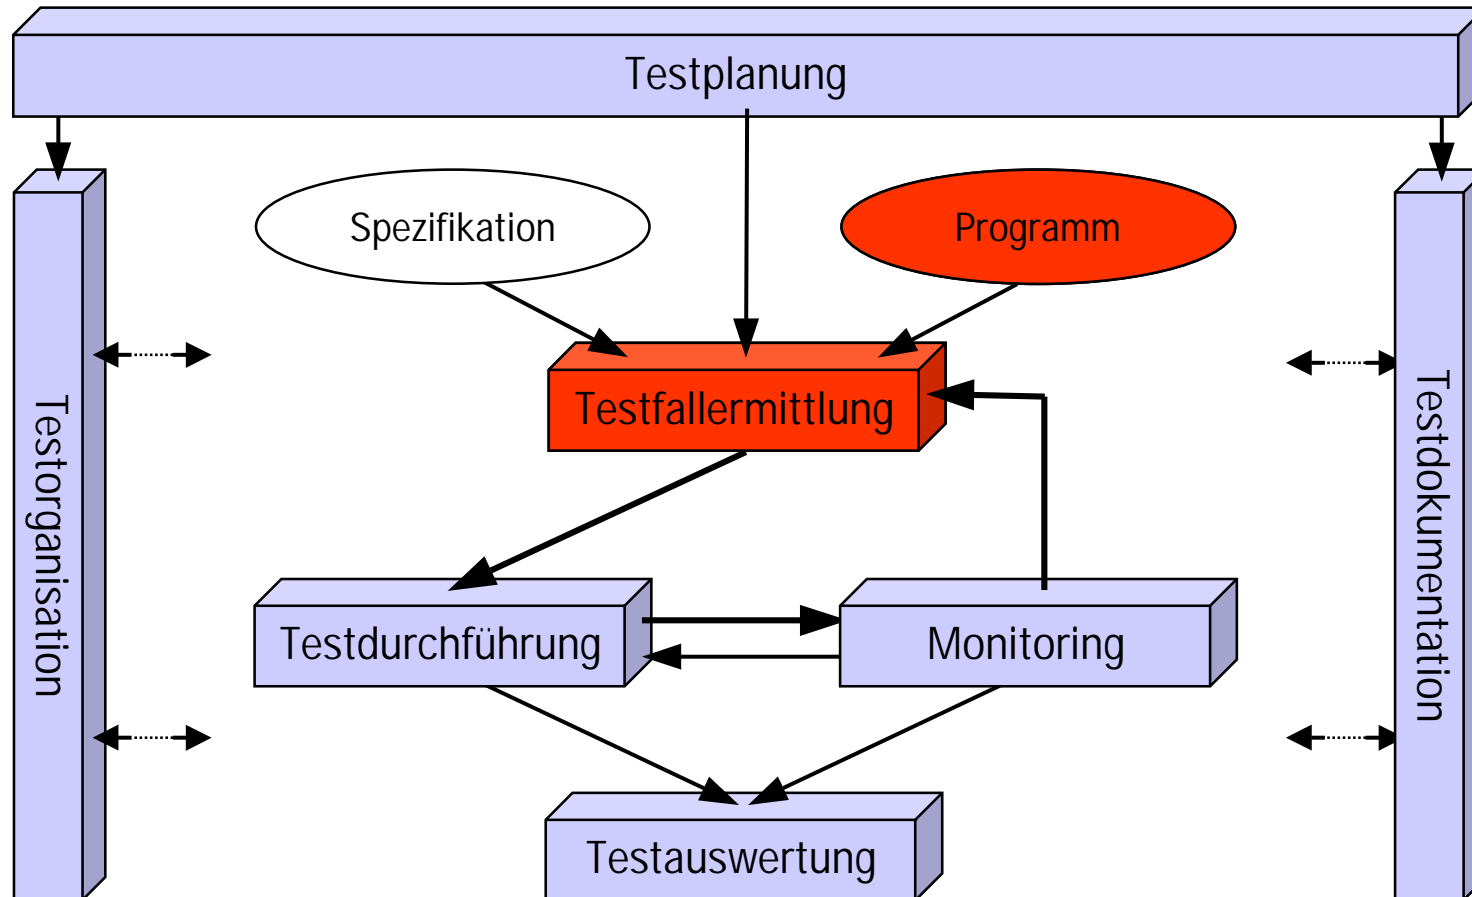 Testplanung
Spezifikation
Programm
Testfallermittlung
Testorganisation
Testdokumentation
Testdurchführung
Monitoring
Testauswertung